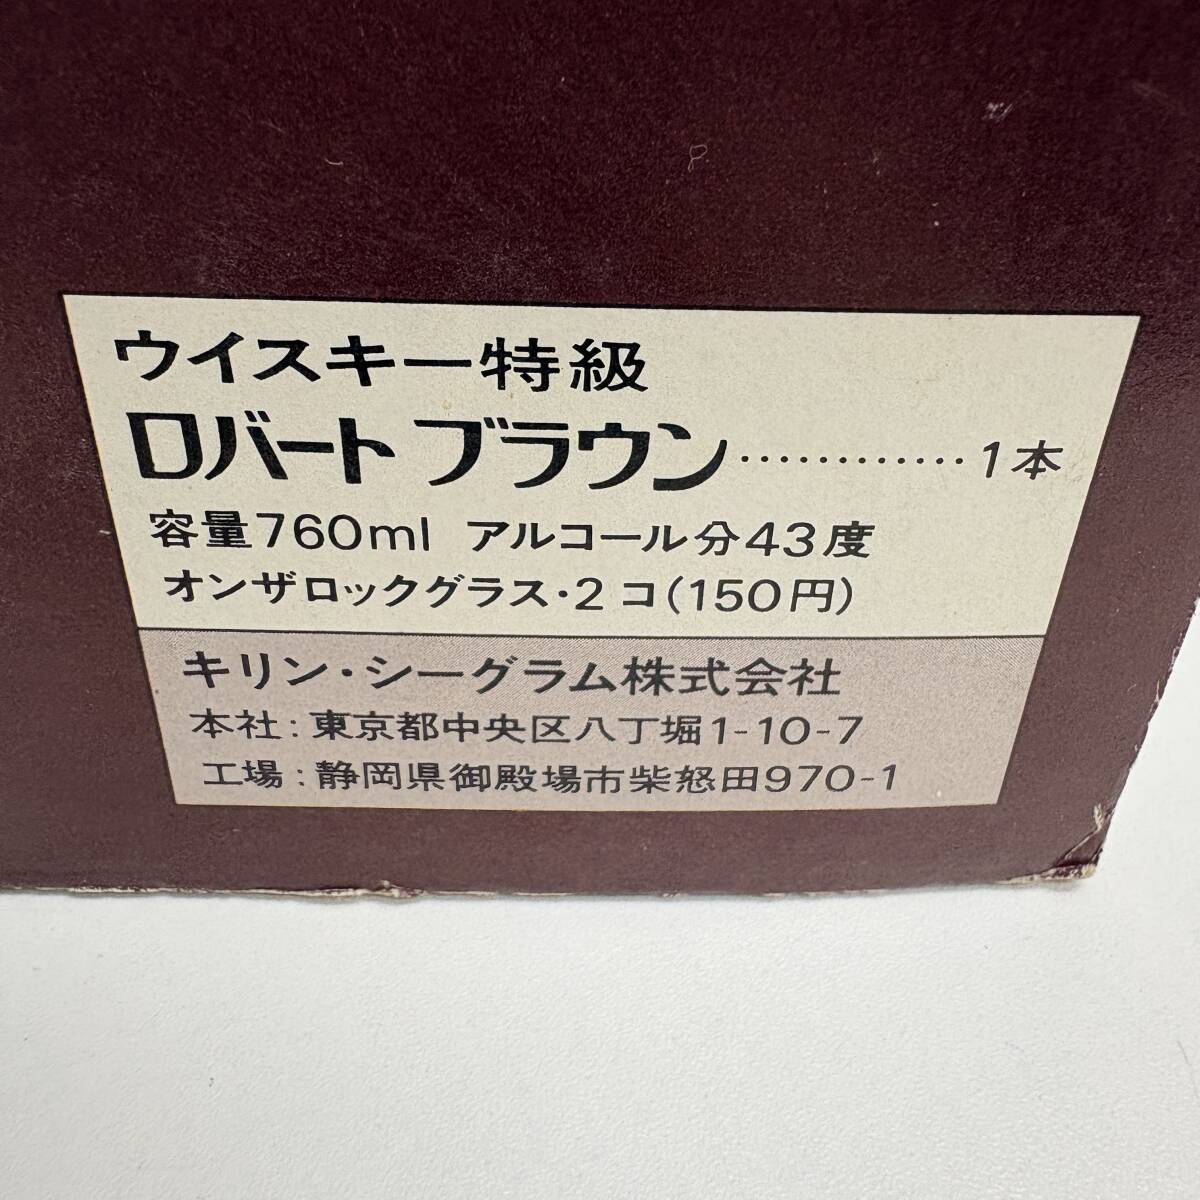 ウイスキー特級
ロバート ブラウン…………1本
容量760ml アルコール分43度
オンザロックグラス・2コ(150円)
キリン・シーグラム株式会社
本社:東京都中央区八丁堀1-10-7
工場:静岡県御殿場市柴怒田970-1